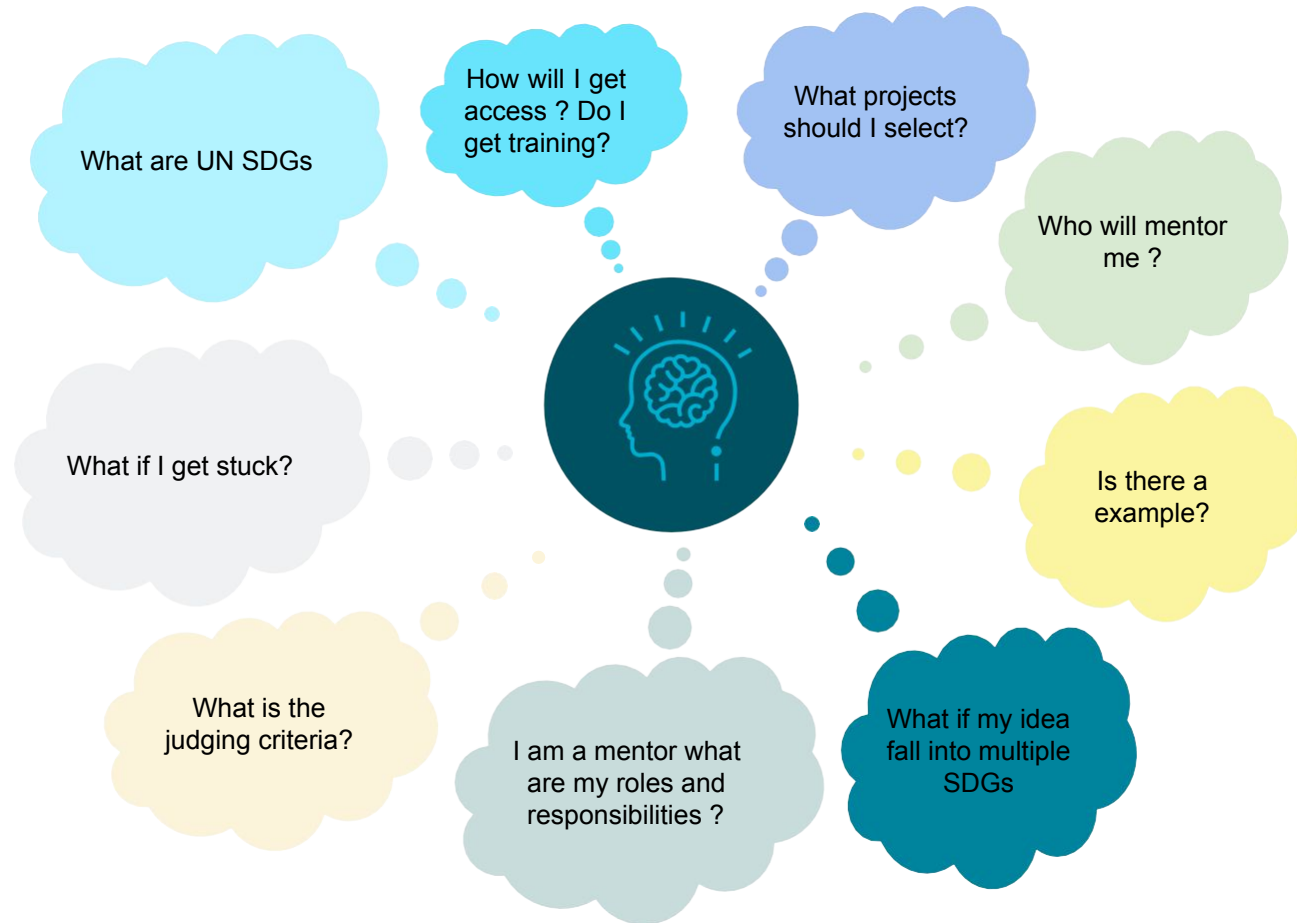 What are UN SDGs
How will I get
access ? Do I
get training?
What projects
should I select?
Who will mentor
me ?
What if I get stuck?
Is there a
example?
What is the
judging criteria?
I am a mentor what
are my roles and
responsibilities ?
What if my idea
fall into multiple
SDGs